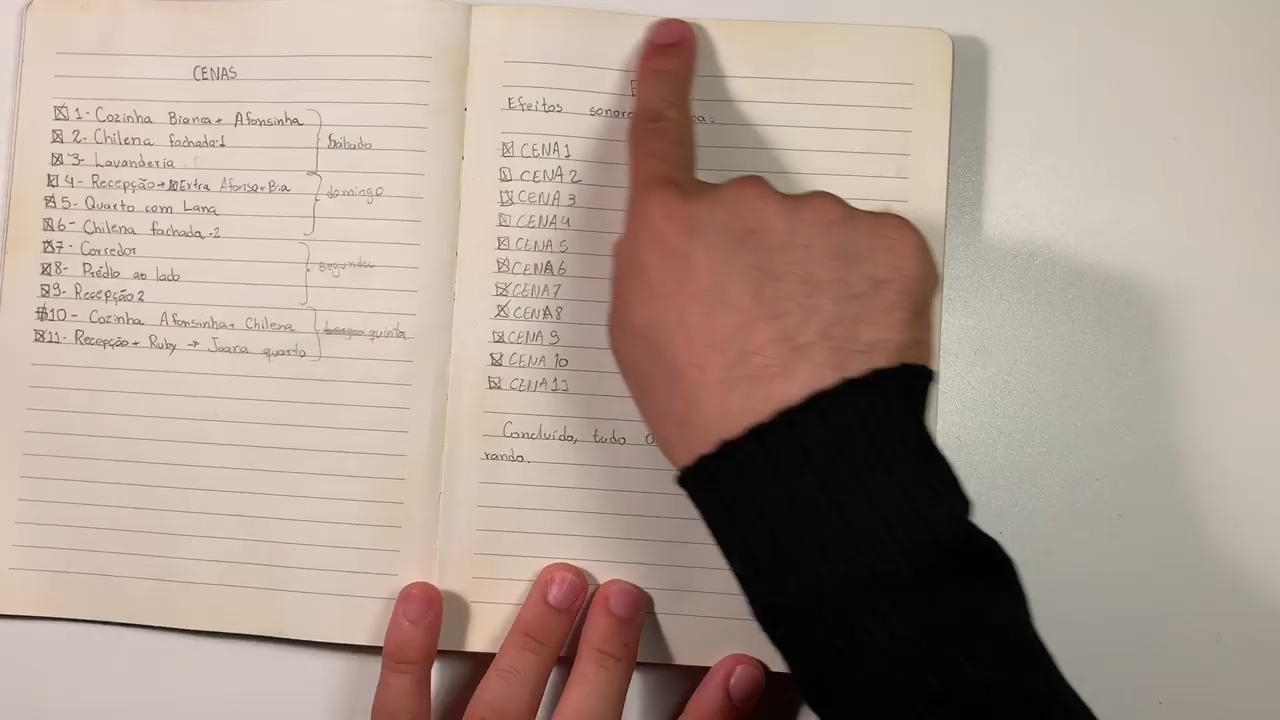 CENAS
1- Cozinha Bianca + Afonsinha
2- Chilena fachada-1
3- Lavanderia
Sábado
4- Recepção + Extra Afonso + Bia
5- Quarto com Lana
6- Chilena fachada-2
domingo
7- Corredor
8- Prédio ao lado
9- Recepção 2
segunda
10- Cozinha Afonsinha + Chilena
11- Recepção + Ruby → Joara quarto
quinta
Efeitos
CENA 1
CENA 2
CENA 3
CENA 4
CENA 5
CENA 6
CENA 7
CENA 8
CENA 9
CENA 10
CENA 11
Concluído, tudo
rando.